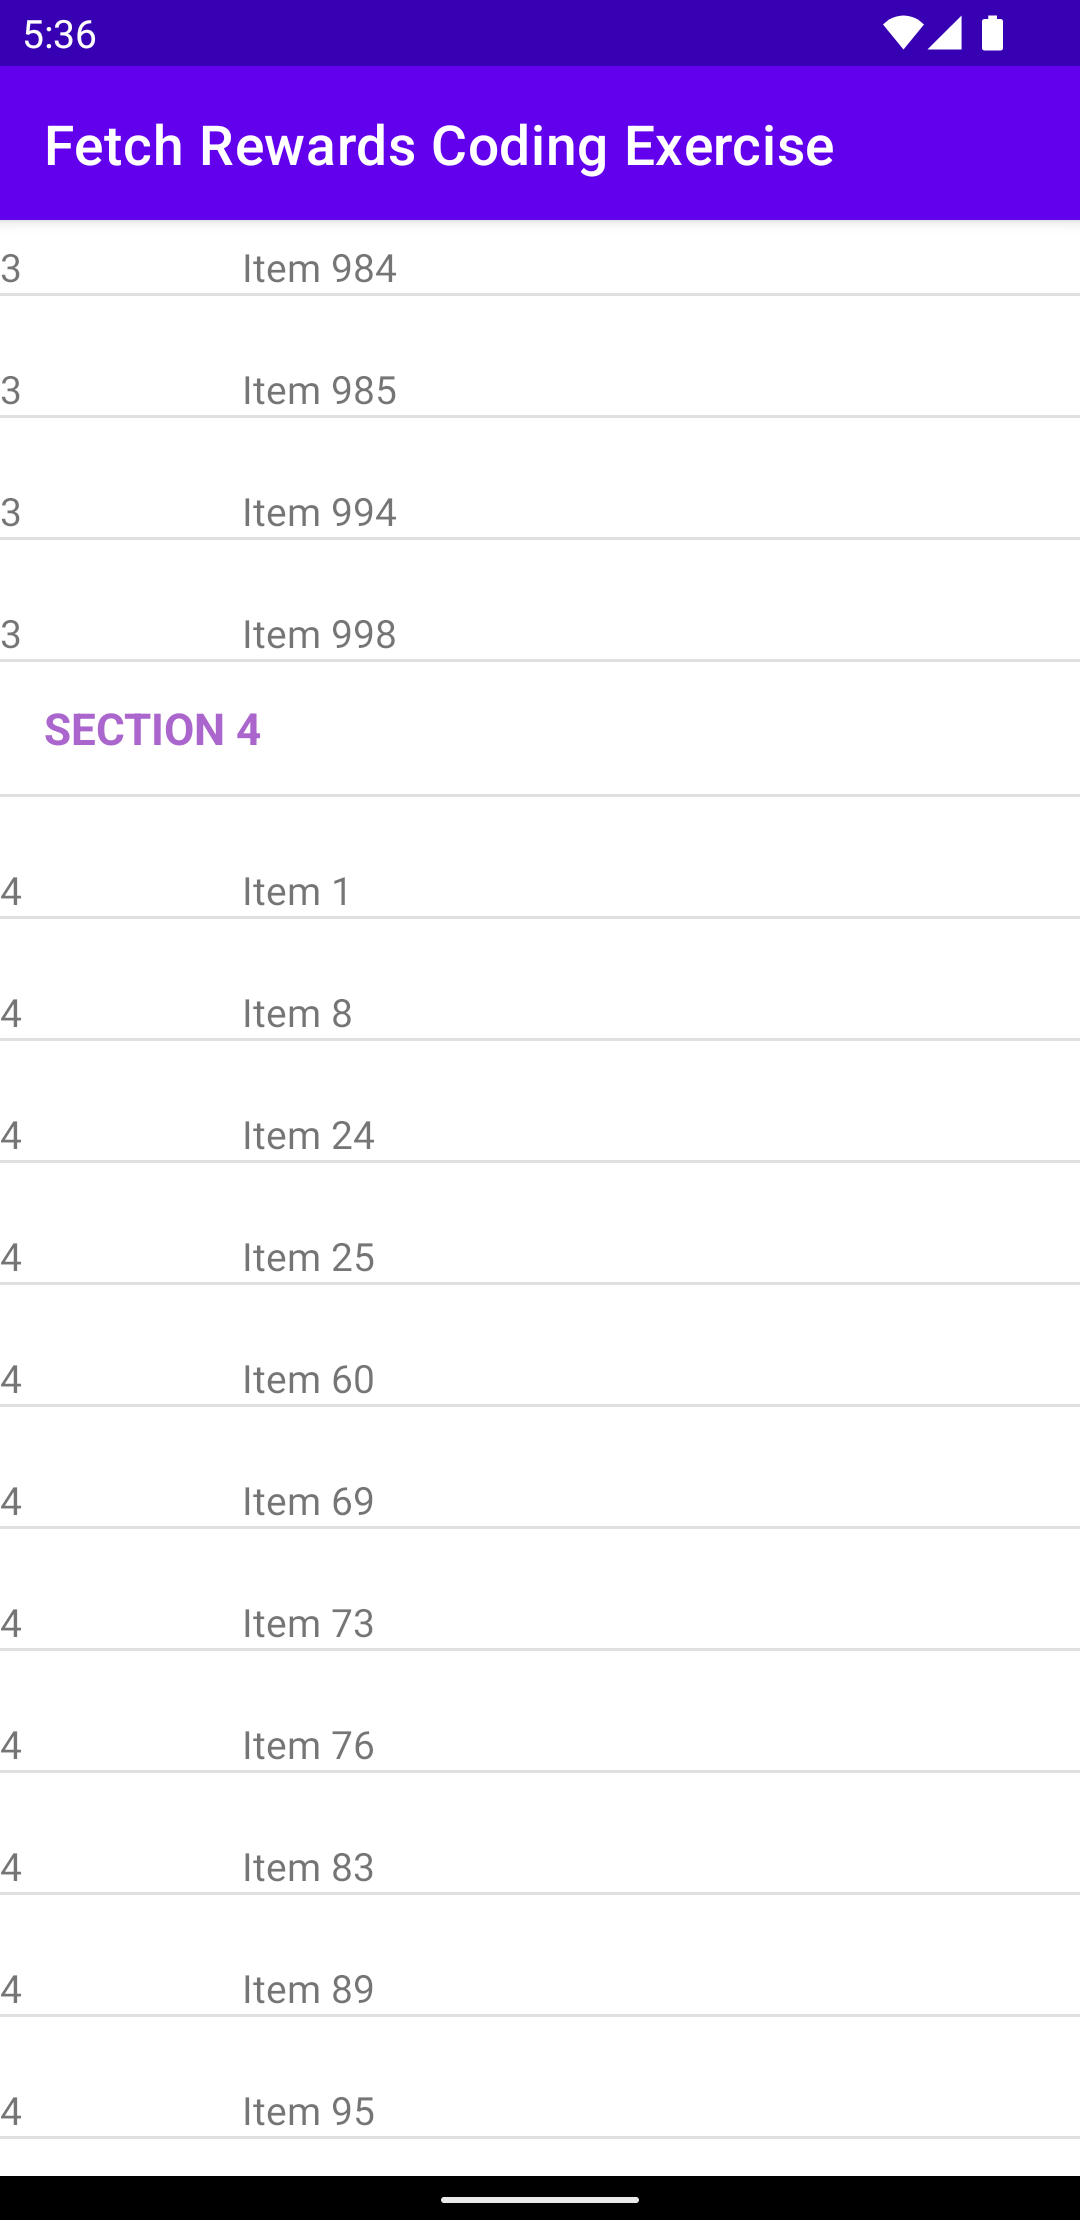 5:36
Fetch Rewards Coding Exercise
3 Item 984
3 Item 985
3 Item 994
3 Item 998
SECTION 4
4 Item 1
4 Item 8
4 Item 24
4 Item 25
4 Item 60
4 Item 69
4 Item 73
4 Item 76
4 Item 83
4 Item 89
4 Item 95